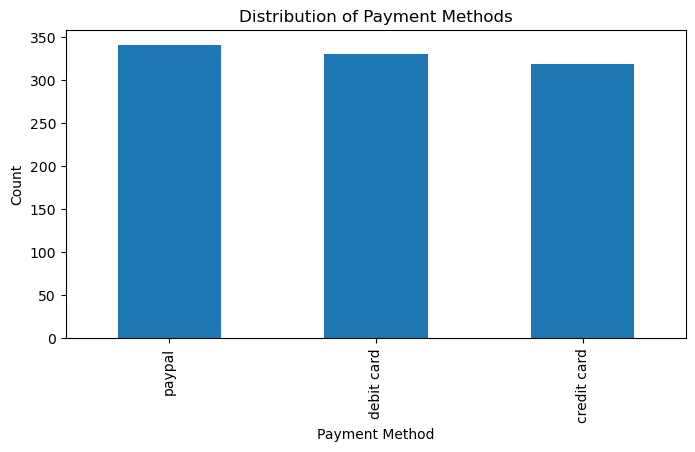 Distribution of Payment Methods
350
300
250
200
150
100
50
0
Count
paypal
debit card
credit card
Payment Method